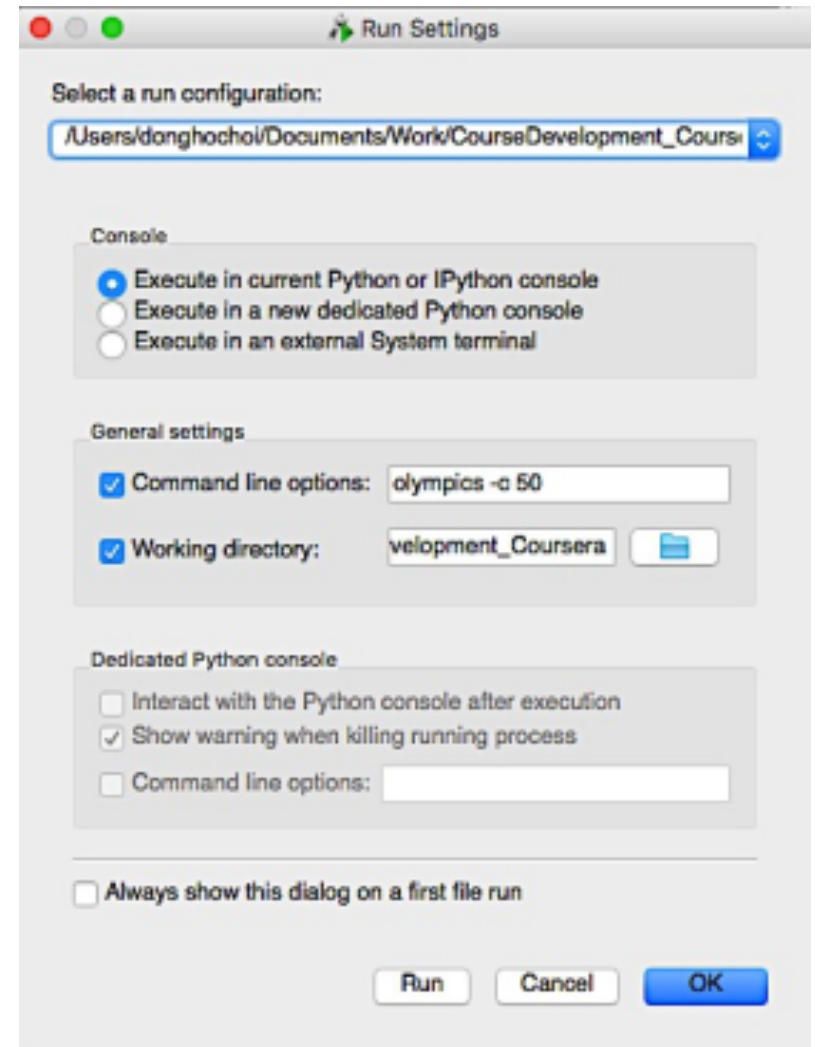 Run Settings
Select a run configuration:
/Users/donghochoi/Documents/Work/CourseDevelopment_Cours
Console
Execute in current Python or IPython console
Execute in a new dedicated Python console
Execute in an external System terminal
General settings
Command line options: olympics -c 50
Working directory: velopment_Coursera
Dedicated Python console
Interact with the Python console after execution
Show warning when killing running process
Command line options:
Always show this dialog on a first file run
Run Cancel OK